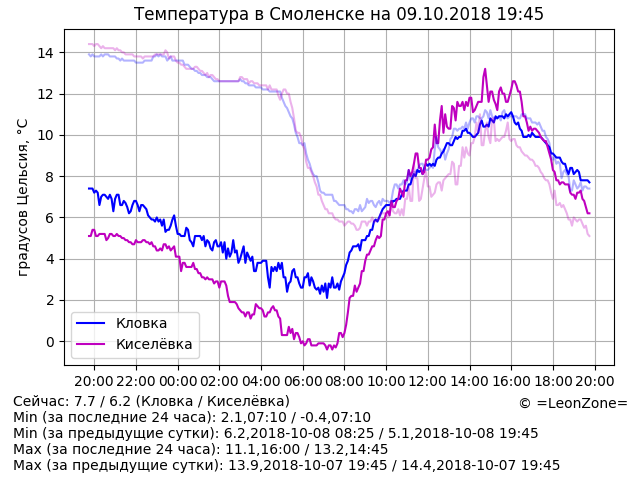 Температура в Смоленске на 09.10.2018 19:45
градусов Цельсия, °C
14
12
10
8
6
4
2
0
Кловка
Киселёвка
20:00 22:00 00:00 02:00 04:00 06:00 08:00 10:00 12:00 14:00 16:00 18:00 20:00
Сейчас: 7.7 / 6.2 (Кловка / Киселёвка)
© =LeonZone=
Min (за последние 24 часа): 2.1,07:10 / -0.4,07:10
Min (за предыдущие сутки): 6.2,2018-10-08 08:25 / 5.1,2018-10-08 19:45
Max (за последние 24 часа): 11.1,16:00 / 13.2,14:45
Max (за предыдущие сутки): 13.9,2018-10-07 19:45 / 14.4,2018-10-07 19:45